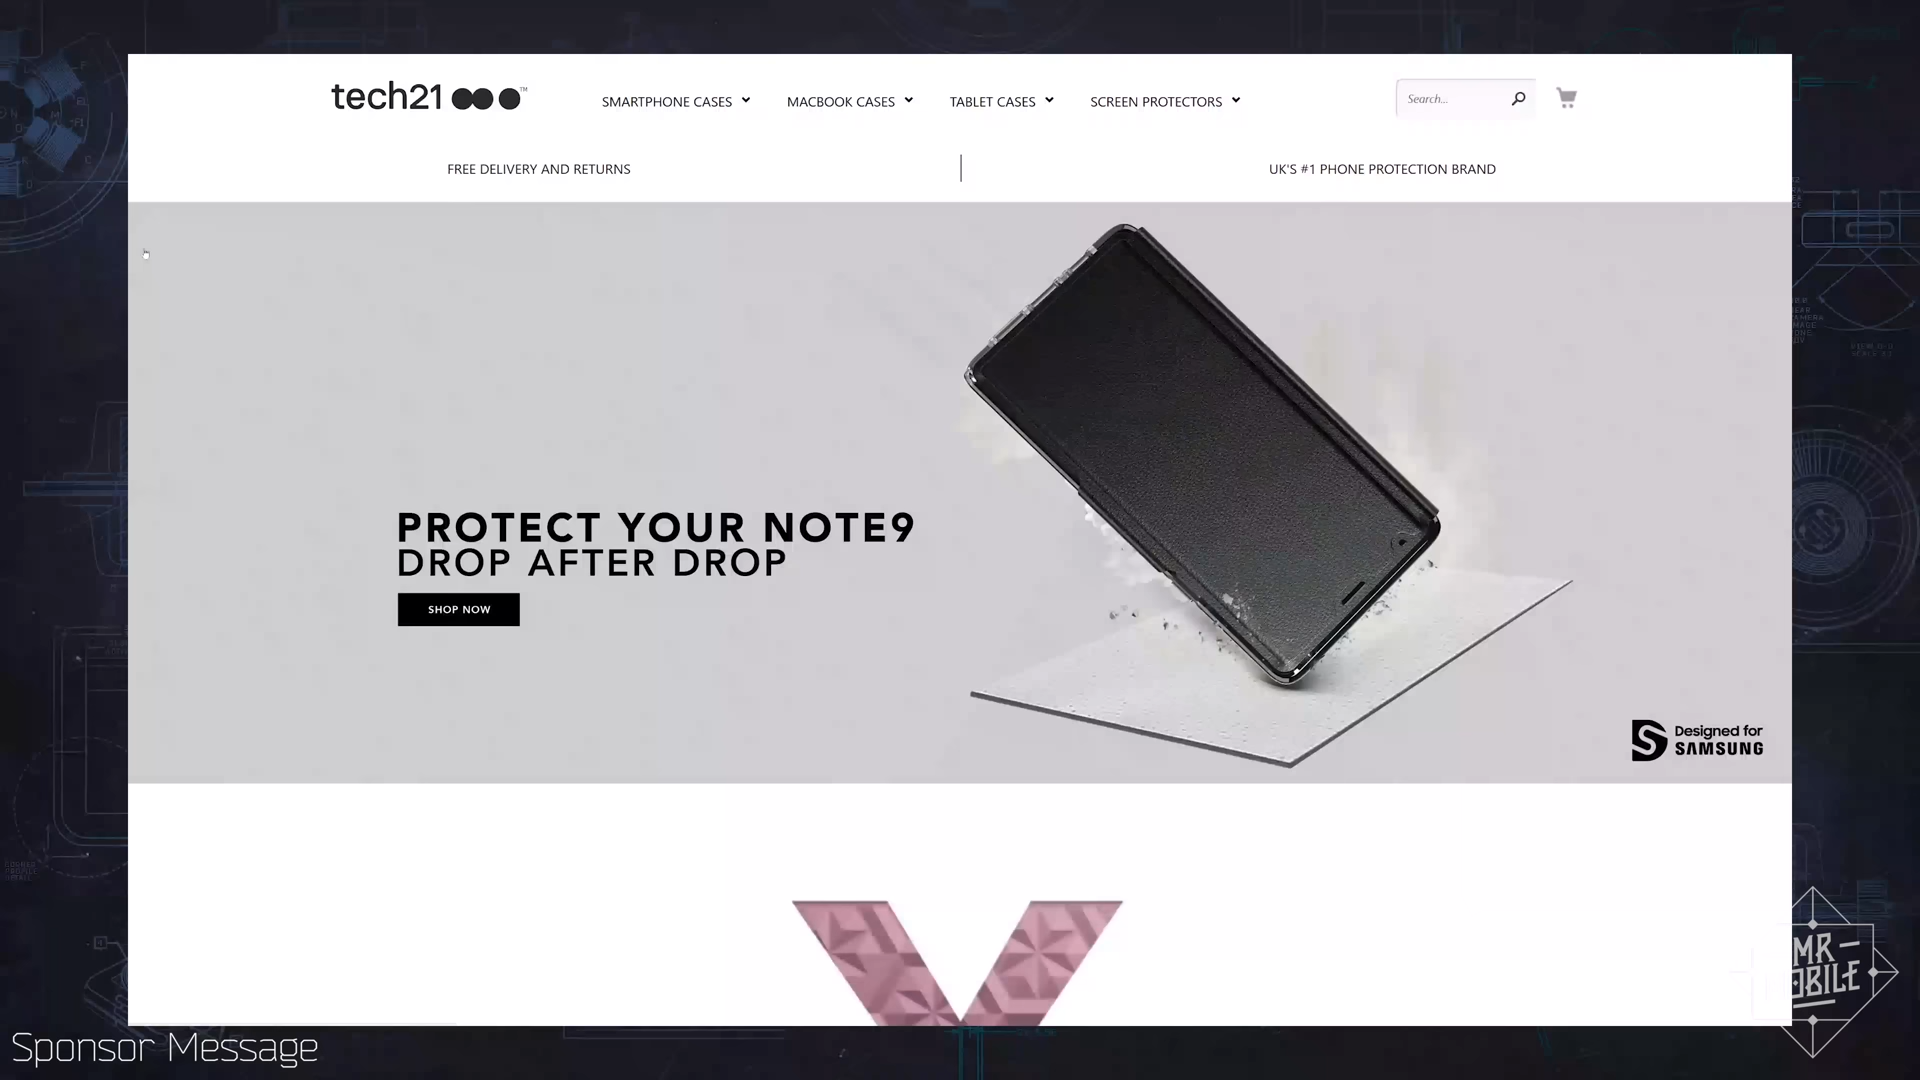 tech21 ™
SMARTPHONE CASES
MACBOOK CASES
TABLET CASES
SCREEN PROTECTORS
Search...
FREE DELIVERY AND RETURNS
UK'S #1 PHONE PROTECTION BRAND
PROTECT YOUR NOTE9
DROP AFTER DROP
SHOP NOW
Designed for
SAMSUNG
MR
MOBILE
Sponsor Message